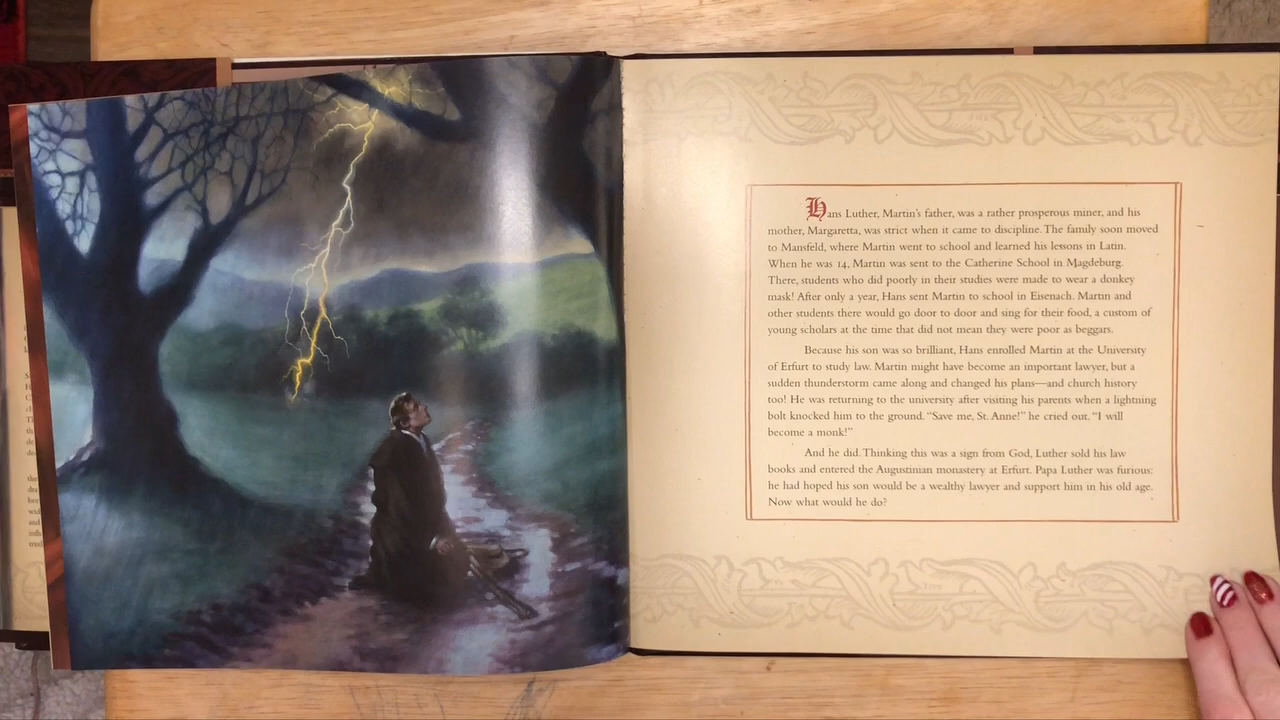 Hans Luther, Martin's father, was a rather prosperous miner, and his
mother, Margaretta, was strict when it came to discipline. The family soon moved
to Mansfeld, where Martin went to school and learned his lessons in Latin.
When he was 14, Martin was sent to the Catherine School in Magdeburg.
There, students who did poorly in their studies were made to wear a donkey
mask! After only a year, Hans sent Martin to school in Eisenach. Martin and
other students there would go door to door and sing for their food, a custom of
young scholars at the time that did not mean they were poor as beggars.
Because his son was so brilliant, Hans enrolled Martin at the University
of Erfurt to study law. Martin might have become an important lawyer, but a
sudden thunderstorm came along and changed his plans—and church history
too! He was returning to the university after visiting his parents when a lightning
bolt knocked him to the ground. "Save me, St. Anne!" he cried out. "I will
become a monk!"
And he did. Thinking this was a sign from God, Luther sold his law
books and entered the Augustinian monastery at Erfurt. Papa Luther was furious:
he had hoped his son would be a wealthy lawyer and support him in his old age.
Now what would he do?